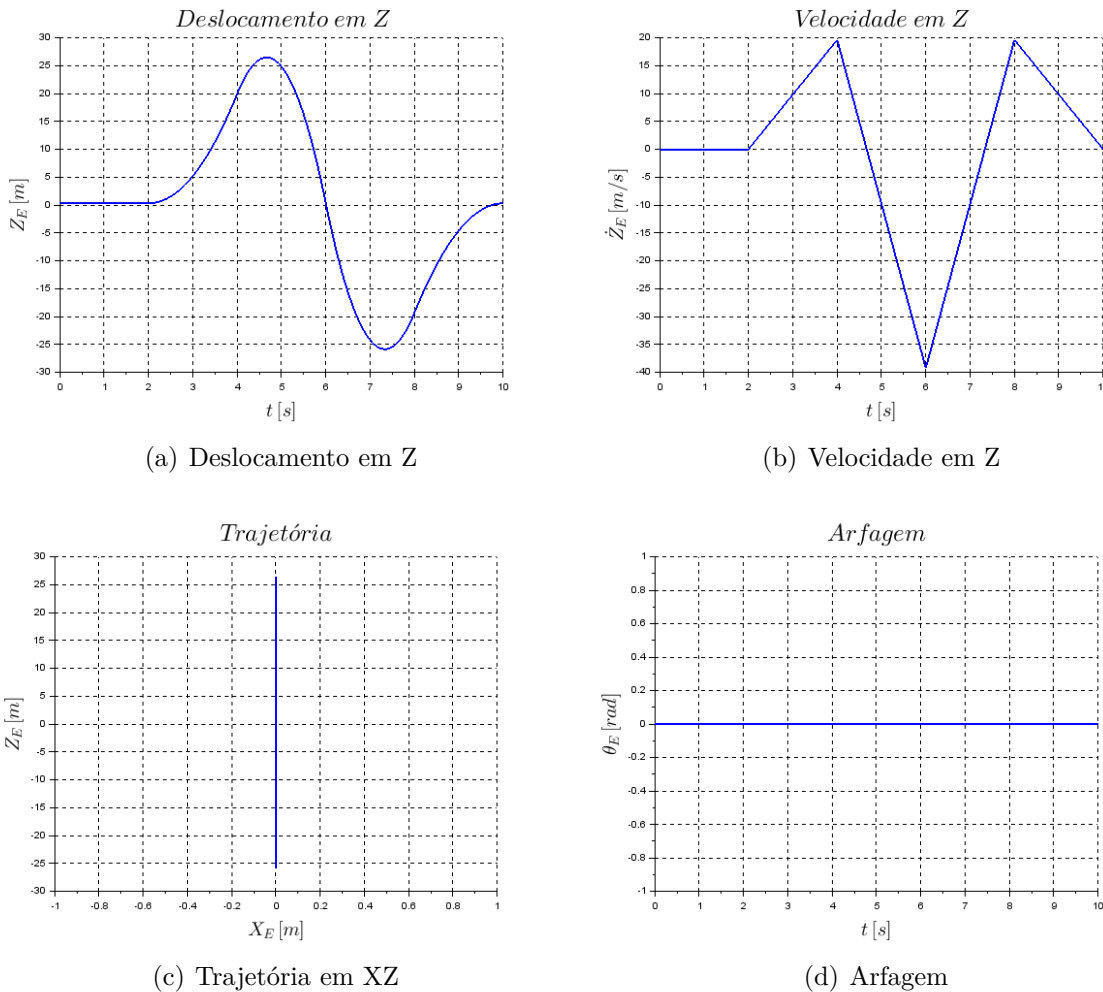 Deslocamento em Z
30
25
20
15
10
5
0
-5
-10
-15
-20
-25
-30
Z_E [m]
0 1 2 3 4 5 6 7 8 9 10
t [s]
(a) Deslocamento em Z
Velocidade em Z
20
15
10
5
0
-5
-10
-15
-20
-25
-30
-35
-40
Ż_E [m/s]
0 1 2 3 4 5 6 7 8 9 10
t [s]
(b) Velocidade em Z
Trajetória
30
25
20
15
10
5
0
-5
-10
-15
-20
-25
-30
Z_E [m]
-1 -0.8 -0.6 -0.4 -0.2 0 0.2 0.4 0.6 0.8 1
X_E [m]
(c) Trajetória em XZ
Arfagem
1
0.8
0.6
0.4
0.2
0
-0.2
-0.4
-0.6
-0.8
-1
θ_E [rad]
0 1 2 3 4 5 6 7 8 9 10
t [s]
(d) Arfagem